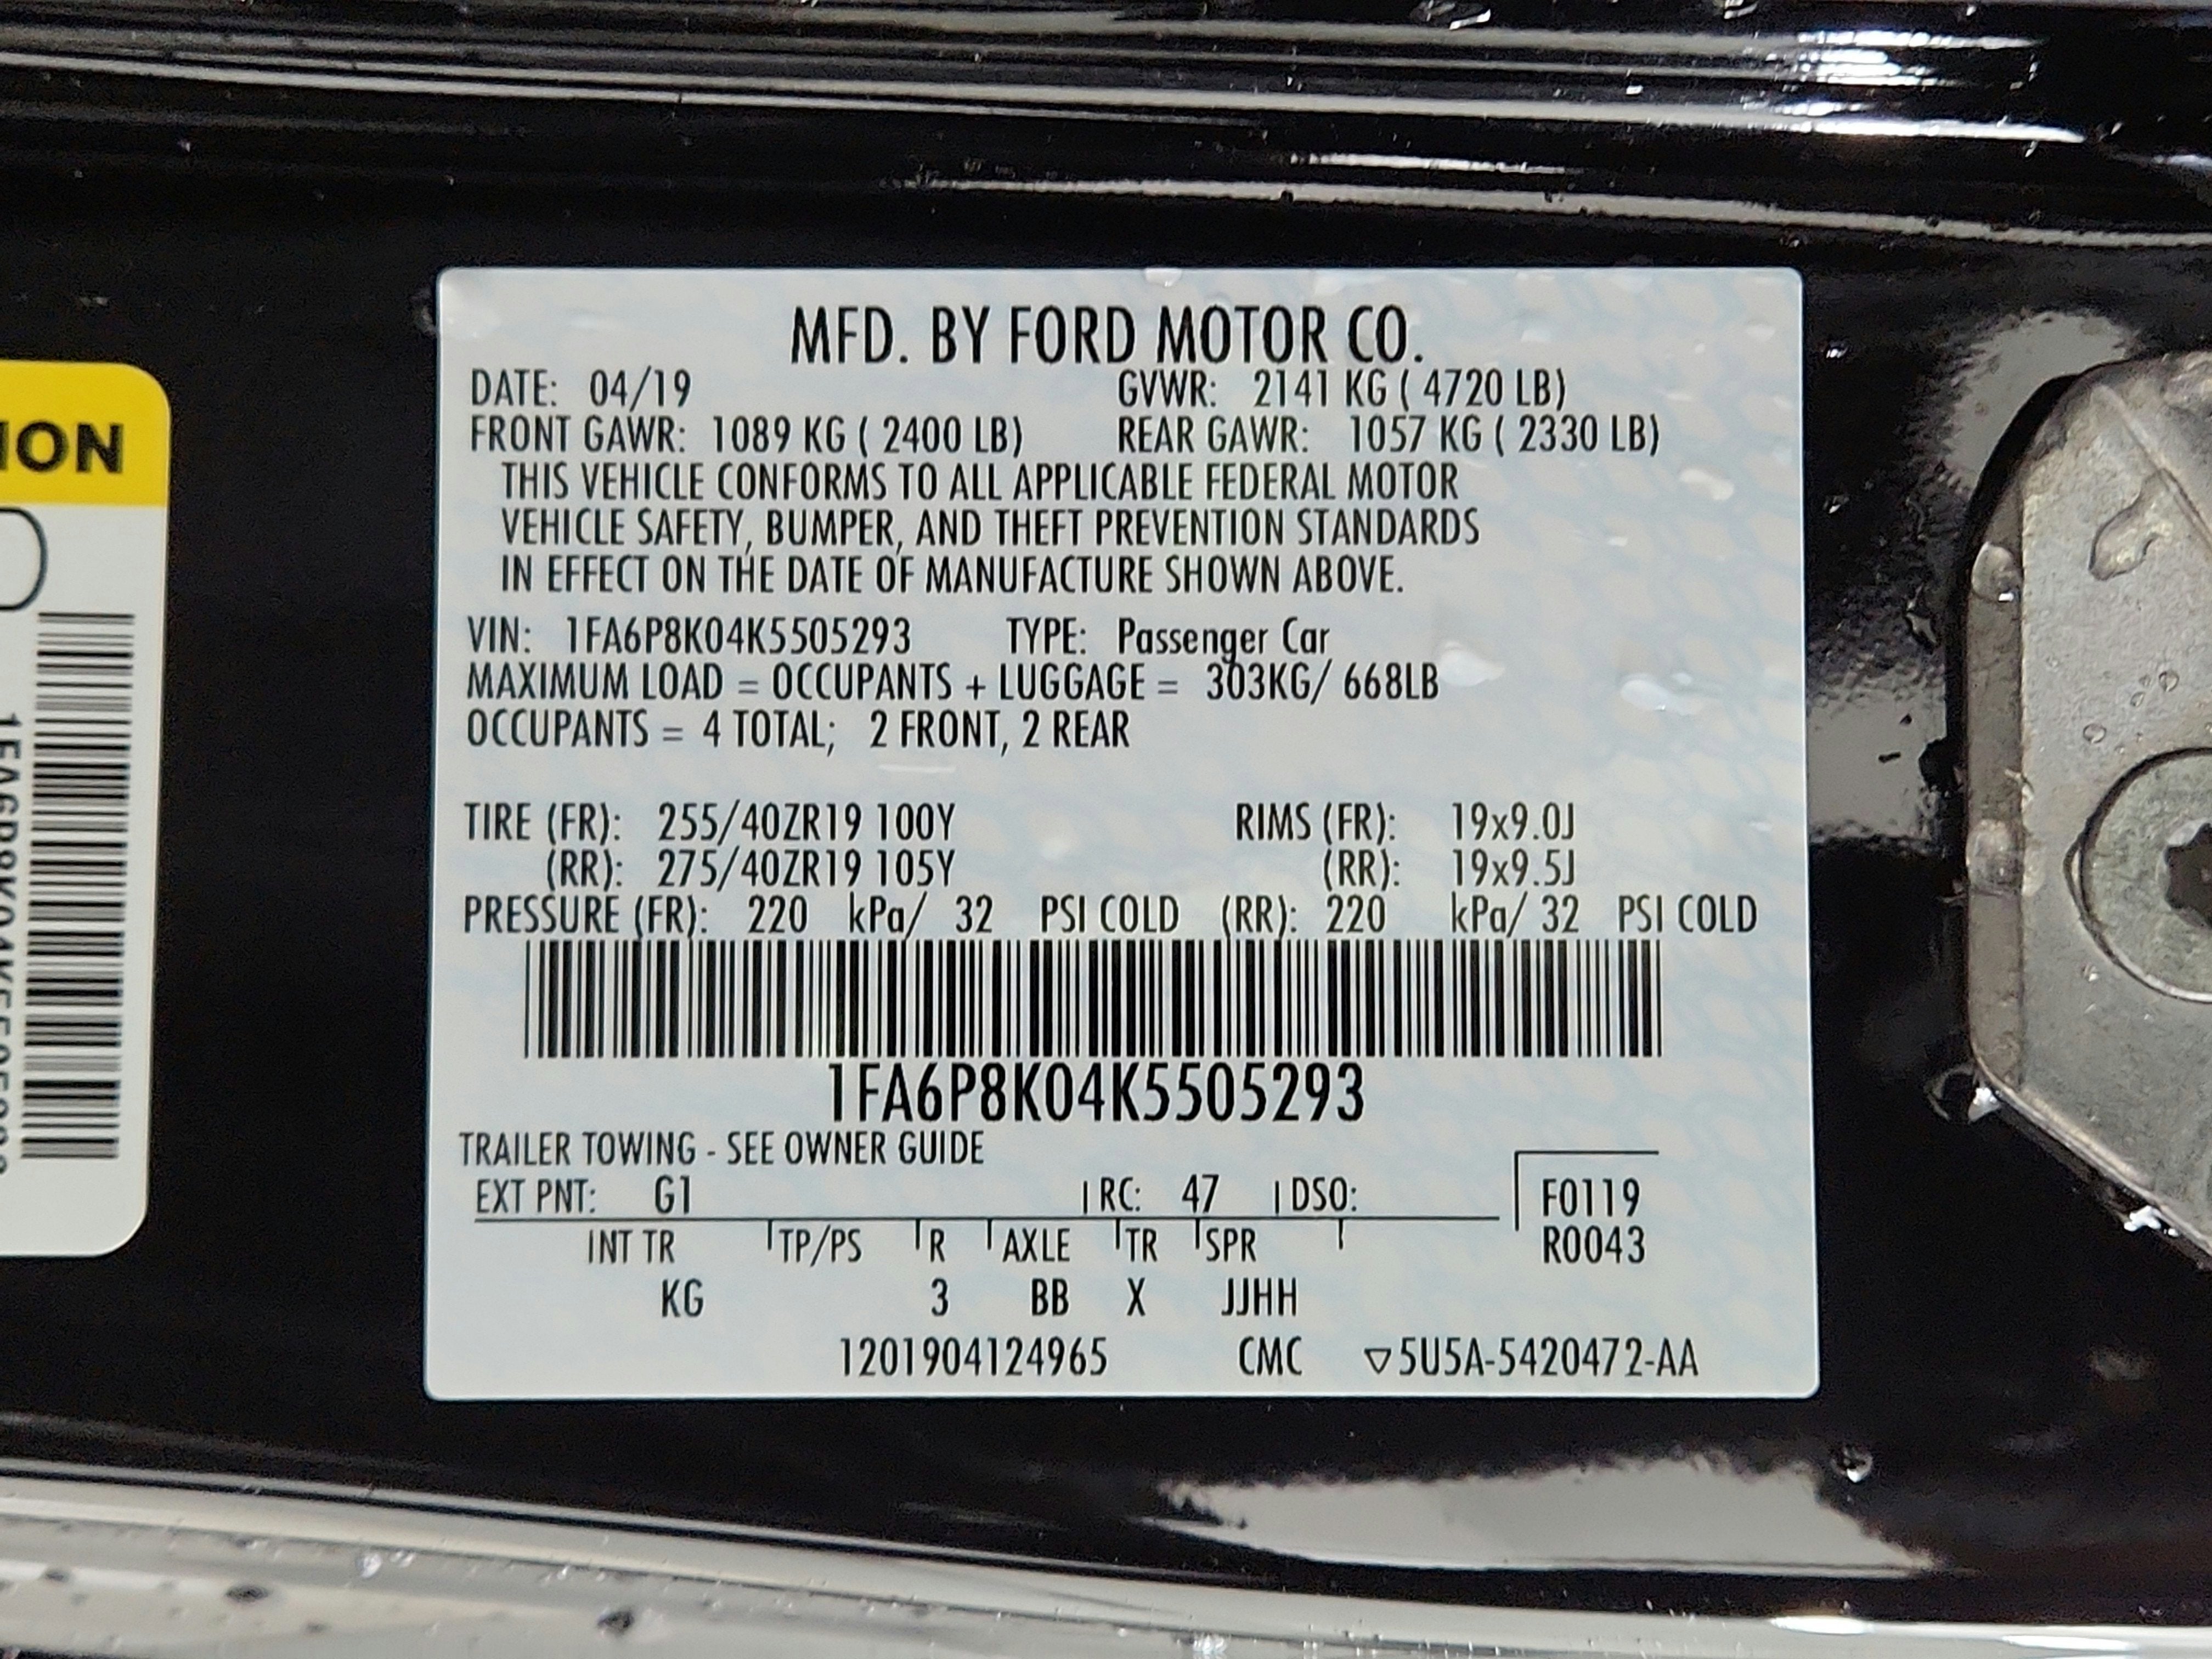 MFD. BY FORD MOTOR CO.
DATE: 04/19 GVWR: 2141 KG ( 4720 LB)
FRONT GAWR: 1089 KG ( 2400 LB) REAR GAWR: 1057 KG ( 2330 LB)
THIS VEHICLE CONFORMS TO ALL APPLICABLE FEDERAL MOTOR
VEHICLE SAFETY, BUMPER, AND THEFT PREVENTION STANDARDS
IN EFFECT ON THE DATE OF MANUFACTURE SHOWN ABOVE.
VIN: 1FA6P8K04K5505293 TYPE: Passenger Car
MAXIMUM LOAD = OCCUPANTS + LUGGAGE = 303KG/ 668LB
OCCUPANTS = 4 TOTAL; 2 FRONT, 2 REAR
TIRE (FR): 255/40ZR19 100Y RIMS (FR): 19x9.0J
(RR): 275/40ZR19 105Y (RR): 19x9.5J
PRESSURE (FR): 220 kPa/ 32 PSI COLD (RR): 220 kPa/ 32 PSI COLD
1FA6P8K04K5505293
TRAILER TOWING - SEE OWNER GUIDE
EXT PNT: G1 RC: 47 DSO: F0119
INT TR TP/PS R AXLE TR SPR R0043
KG 3 BB X JJHH
1201904124965 CMC ▽5U5A-5420472-AA
ION